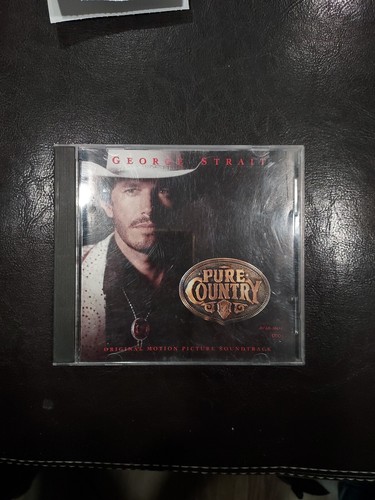 GEORGE STRAIT
PURE
COUNTRY
ORIGINAL MOTION PICTURE SOUNDTRACK